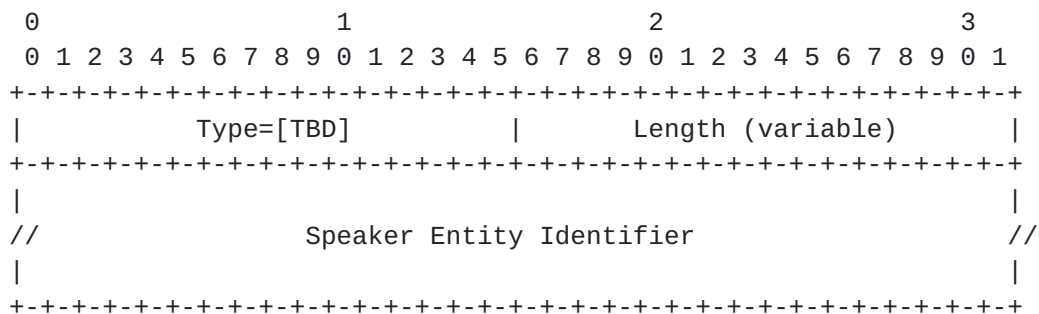 0                   1                   2                   3
 0 1 2 3 4 5 6 7 8 9 0 1 2 3 4 5 6 7 8 9 0 1 2 3 4 5 6 7 8 9 0 1
+-+-+-+-+-+-+-+-+-+-+-+-+-+-+-+-+-+-+-+-+-+-+-+-+-+-+-+-+-+-+-+-+
|           Type=[TBD]          |       Length (variable)       |
+-+-+-+-+-+-+-+-+-+-+-+-+-+-+-+-+-+-+-+-+-+-+-+-+-+-+-+-+-+-+-+-+
|                                                               |
//                 Speaker Entity Identifier                    //
|                                                               |
+-+-+-+-+-+-+-+-+-+-+-+-+-+-+-+-+-+-+-+-+-+-+-+-+-+-+-+-+-+-+-+-+